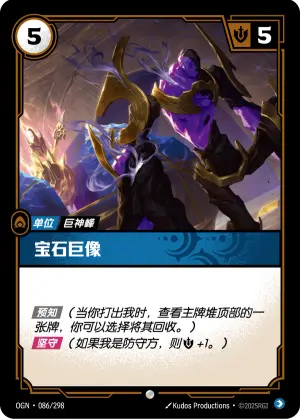 5
5
单位 巨神峰
宝石巨像
预知（当你打出我时，查看主牌堆顶部的一
张牌，你可以选择将其回收。）
坚守（如果我是防守方，则 +1。）
OGN • 086/298
Kudos Productions • ©2025RGI